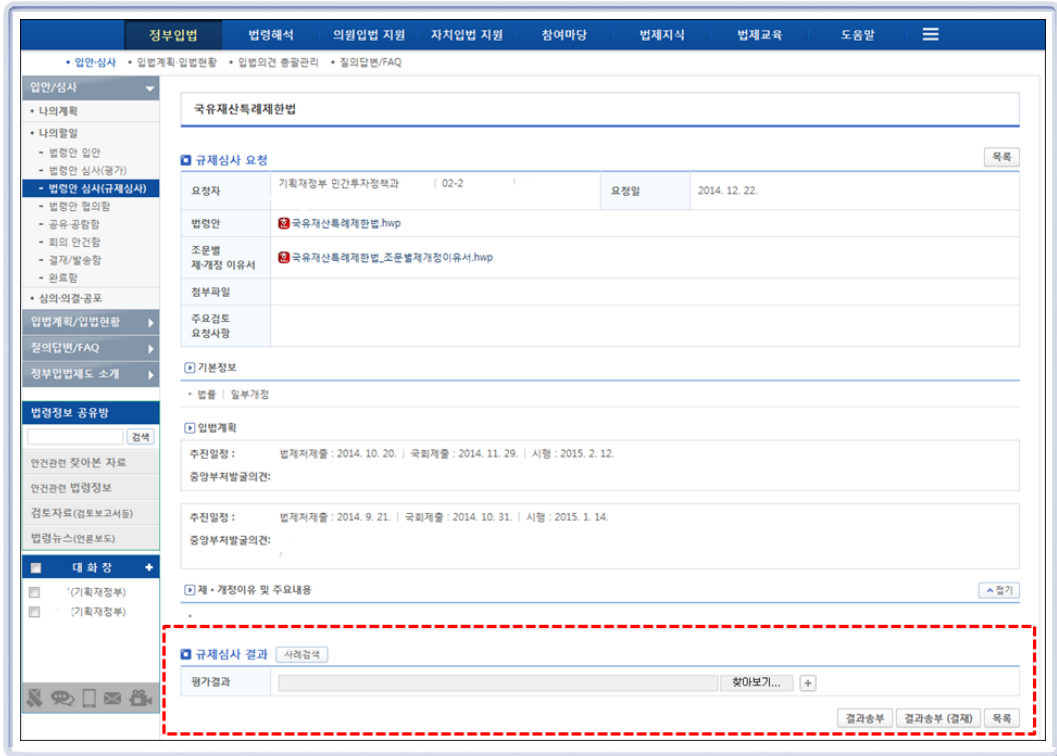 정부입법 법령해석 의원입법 지원 자치입법 지원 참여마당 법제지식 법제교육 도움말
• 입안·심사 • 입법계획·입법현황 • 입법의견 총괄관리 • 질의답변/FAQ
입안/심사
• 나의계획
• 나의할일
- 법령안 입안
- 법령안 심사(평가)
- 법령안 심사(규제심사)
- 법령안 협의함
- 공유·공람함
- 회의 안건함
- 결재/발송함
- 완료함
• 심의·의결·공포
입법계획/입법현황
질의답변/FAQ
정부입법제도 소개
법령정보 공유방
검색
안건관련 찾아본 자료
안건관련 법령정보
검토자료(검토보고서등)
법령뉴스(언론보도)
대 화 창 +
(기획재정부)
(기획재정부)
국유재산특례제한법
규제심사 요청 목록
요청자 기획재정부 민간투자정책과 | 02-2 요청일 2014. 12. 22.
법령안 국유재산특례제한법.hwp
조문별
제·개정 이유서 국유재산특례제한법_조문별제개정이유서.hwp
첨부파일
주요검토
요청사항
기본정보
• 법률 | 일부개정
입법계획
추진일정 : 법제처제출 : 2014. 10. 20. | 국회제출 : 2014. 11. 29. | 시행 : 2015. 2. 12.
중앙부처발굴의견:
추진일정 : 법제처제출 : 2014. 9. 21. | 국회제출 : 2014. 10. 31. | 시행 : 2015. 1. 14.
중앙부처발굴의견:
제·개정이유 및 주요내용 접기
규제심사 결과 사례검색
평가결과 찾아보기... +
결과송부 결과송부 (결재) 목록